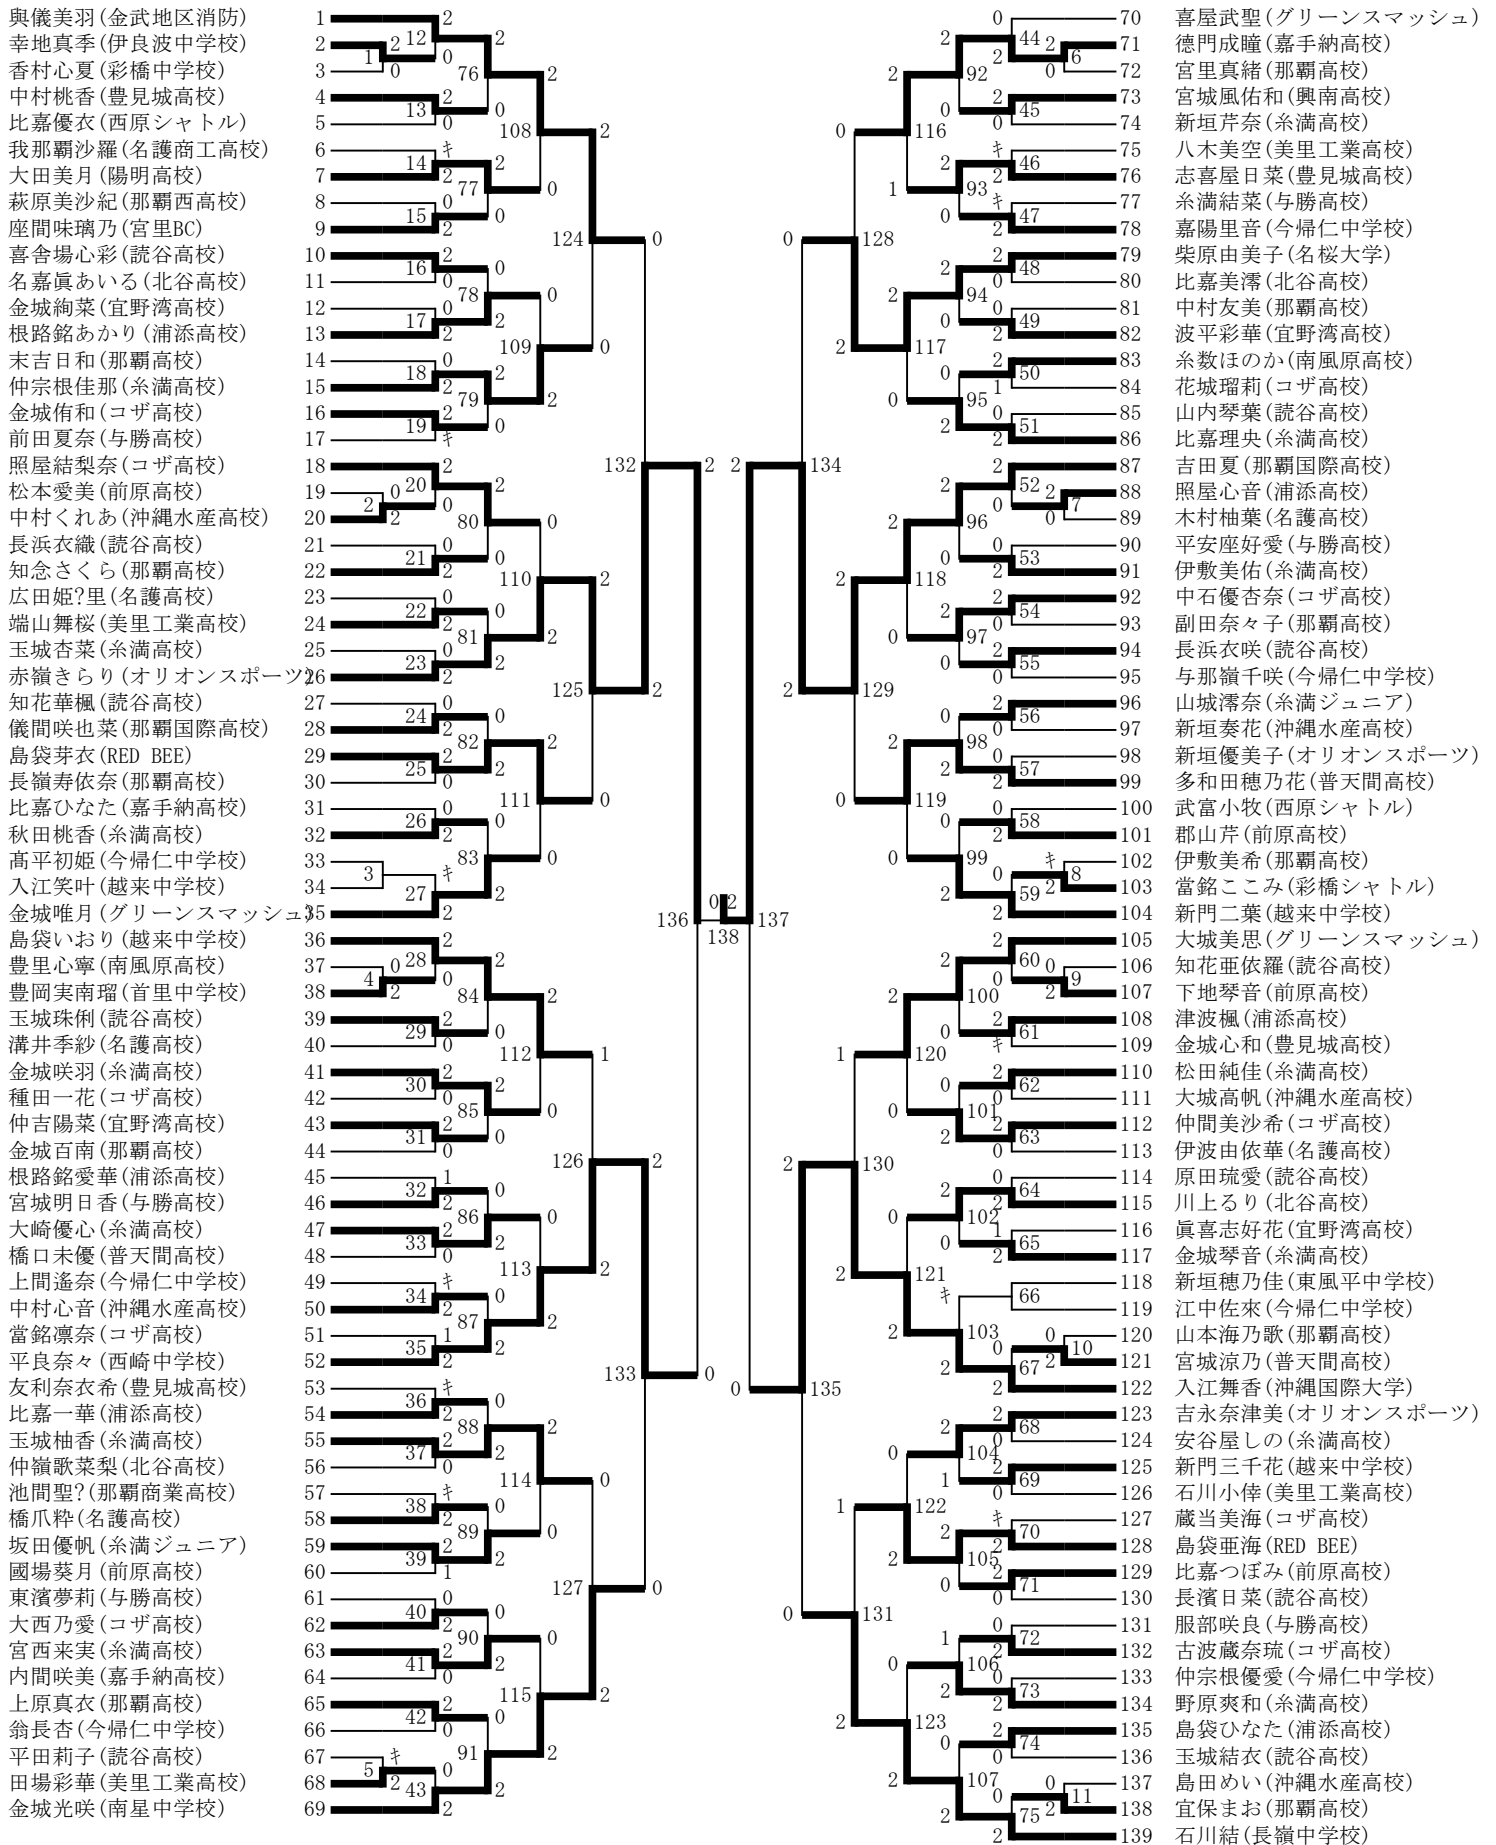 與儀美羽(金武地区消防) 1
幸地真季(伊良波中学校) 2
香村心夏(彩橋中学校) 3
中村桃香(豊見城高校) 4
比嘉優衣(西原シャトル) 5
我那覇沙羅(名護商工高校) 6
大田美月(陽明高校) 7
萩原美沙紀(那覇西高校) 8
座間味璃乃(宮里BC) 9
喜舎場心彩(読谷高校) 10
名嘉眞あいる(北谷高校) 11
金城絢菜(宜野湾高校) 12
根路銘あかり(浦添高校) 13
末吉日和(那覇高校) 14
仲宗根佳那(糸満高校) 15
金城侑和(コザ高校) 16
前田夏奈(与勝高校) 17
照屋結梨奈(コザ高校) 18
松本愛美(前原高校) 19
中村くれあ(沖縄水産高校) 20
長浜衣織(読谷高校) 21
知念さくら(那覇高校) 22
広田姫?里(名護高校) 23
端山舞桜(美里工業高校) 24
玉城杏菜(糸満高校) 25
赤嶺きらり(オリオンスポーツ) 26
知花華楓(読谷高校) 27
儀間咲也菜(那覇国際高校) 28
島袋芽衣(RED BEE) 29
長嶺寿依奈(那覇高校) 30
比嘉ひなた(嘉手納高校) 31
秋田桃香(糸満高校) 32
髙平初姫(今帰仁中学校) 33
入江笑叶(越来中学校) 34
金城唯月(グリーンスマッシュ) 35
島袋いおり(越来中学校) 36
豊里心寧(南風原高校) 37
豊岡実南瑠(首里中学校) 38
玉城珠俐(読谷高校) 39
溝井季紗(名護高校) 40
金城咲羽(糸満高校) 41
種田一花(コザ高校) 42
仲吉陽菜(宜野湾高校) 43
金城百南(那覇高校) 44
根路銘愛華(浦添高校) 45
宮城明日香(与勝高校) 46
大崎優心(糸満高校) 47
橋口未優(普天間高校) 48
上間遙奈(今帰仁中学校) 49
中村心音(沖縄水産高校) 50
當銘凛奈(コザ高校) 51
平良奈々(西崎中学校) 52
友利奈衣希(豊見城高校) 53
比嘉一華(浦添高校) 54
玉城柚香(糸満高校) 55
仲嶺歌菜梨(北谷高校) 56
池間聖?(那覇商業高校) 57
橋爪粋(名護高校) 58
坂田優帆(糸満ジュニア) 59
國場葵月(前原高校) 60
東濱夢莉(与勝高校) 61
大西乃愛(コザ高校) 62
宮西来実(糸満高校) 63
内間咲美(嘉手納高校) 64
上原真衣(那覇高校) 65
翁長杏(今帰仁中学校) 66
平田莉子(読谷高校) 67
田場彩華(美里工業高校) 68
金城光咲(南星中学校) 69
70 喜屋武聖(グリーンスマッシュ)
71 德門成瞳(嘉手納高校)
72 宮里真緒(那覇高校)
73 宮城風佑和(興南高校)
74 新垣芹奈(糸満高校)
75 八木美空(美里工業高校)
76 志喜屋日菜(豊見城高校)
77 糸満結菜(与勝高校)
78 嘉陽里音(今帰仁中学校)
79 柴原由美子(名桜大学)
80 比嘉美澪(北谷高校)
81 中村友美(那覇高校)
82 波平彩華(宜野湾高校)
83 糸数ほのか(南風原高校)
84 花城瑠莉(コザ高校)
85 山内琴葉(読谷高校)
86 比嘉理央(糸満高校)
87 吉田夏(那覇国際高校)
88 照屋心音(浦添高校)
89 木村柚葉(名護高校)
90 平安座好愛(与勝高校)
91 伊敷美佑(糸満高校)
92 中石優杏奈(コザ高校)
93 副田奈々子(那覇高校)
94 長浜衣咲(読谷高校)
95 与那嶺千咲(今帰仁中学校)
96 山城澪奈(糸満ジュニア)
97 新垣奏花(沖縄水産高校)
98 新垣優美子(オリオンスポーツ)
99 多和田穂乃花(普天間高校)
100 武富小牧(西原シャトル)
101 郡山芹(前原高校)
102 伊敷美希(那覇高校)
103 當銘ここみ(彩橋シャトル)
104 新門二葉(越来中学校)
105 大城美思(グリーンスマッシュ)
106 知花亜依羅(読谷高校)
107 下地琴音(前原高校)
108 津波楓(浦添高校)
109 金城心和(豊見城高校)
110 松田純佳(糸満高校)
111 大城高帆(沖縄水産高校)
112 仲間美沙希(コザ高校)
113 伊波由依華(名護高校)
114 原田琉愛(読谷高校)
115 川上るり(北谷高校)
116 眞喜志好花(宜野湾高校)
117 金城琴音(糸満高校)
118 新垣穂乃佳(東風平中学校)
119 江中佐來(今帰仁中学校)
120 山本海乃歌(那覇高校)
121 宮城涼乃(普天間高校)
122 入江舞香(沖縄国際大学)
123 吉永奈津美(オリオンスポーツ)
124 安谷屋しの(糸満高校)
125 新門三千花(越来中学校)
126 石川小倖(美里工業高校)
127 蔵当美海(コザ高校)
128 島袋亜海(RED BEE)
129 比嘉つぼみ(前原高校)
130 長濱日菜(読谷高校)
131 服部咲良(与勝高校)
132 古波蔵奈琉(コザ高校)
133 仲宗根優愛(今帰仁中学校)
134 野原爽和(糸満高校)
135 島袋ひなた(浦添高校)
136 玉城結衣(読谷高校)
137 島田めい(沖縄水産高校)
138 宜保まお(那覇高校)
139 石川結(長嶺中学校)